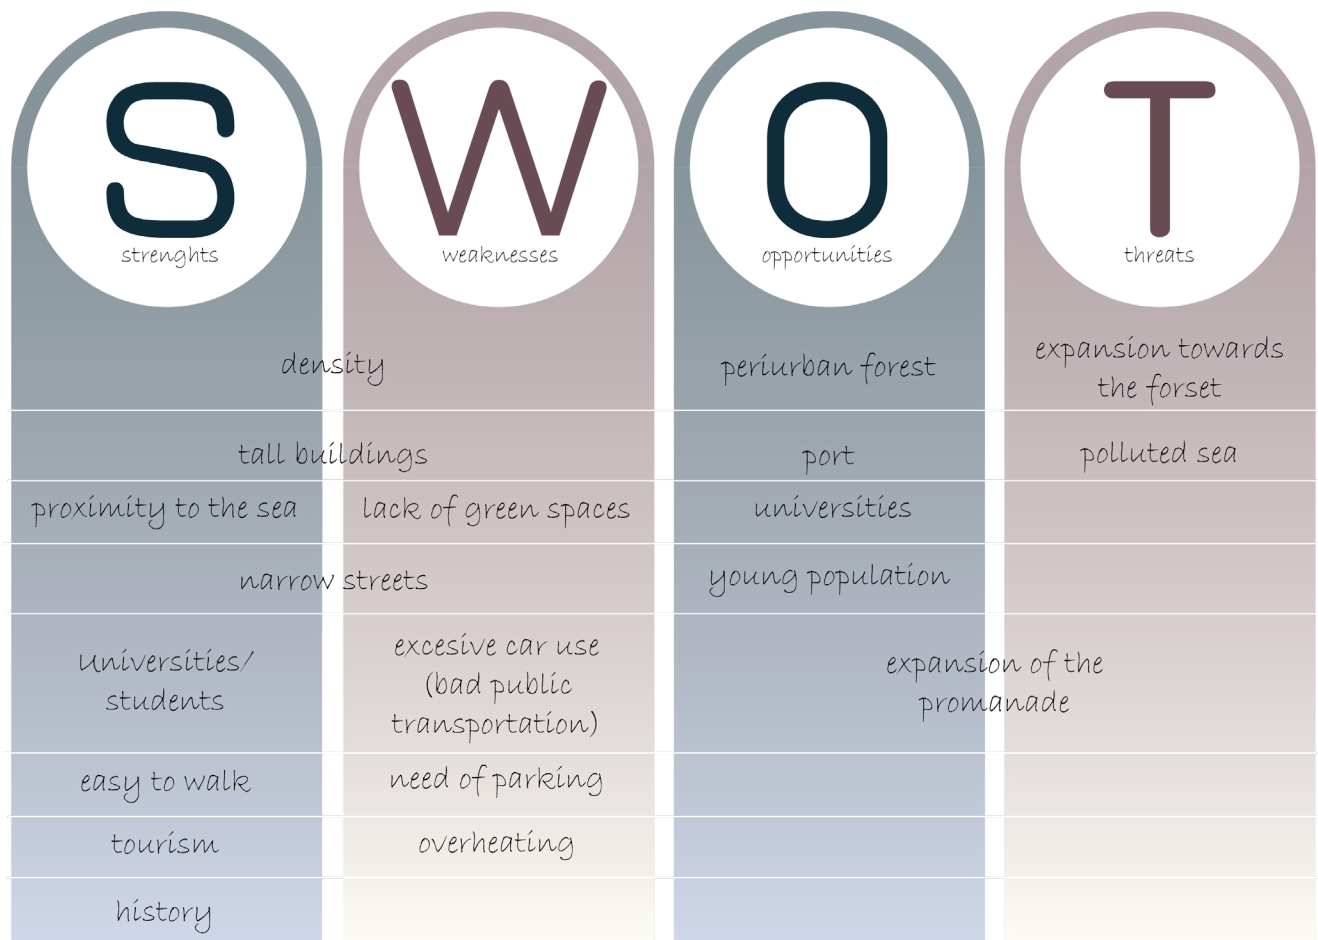 S
W
O
T
strenghts
weaknesses
opportunities
threats
density
periurban forest
expansion towards
the forset
tall buildings
port
polluted sea
proximity to the sea
lack of green spaces
universities
narrow streets
young population
Universities/
students
excesive car use
(bad public
transportation)
expansion of the
promanade
easy to walk
need of parking
tourism
overheating
history